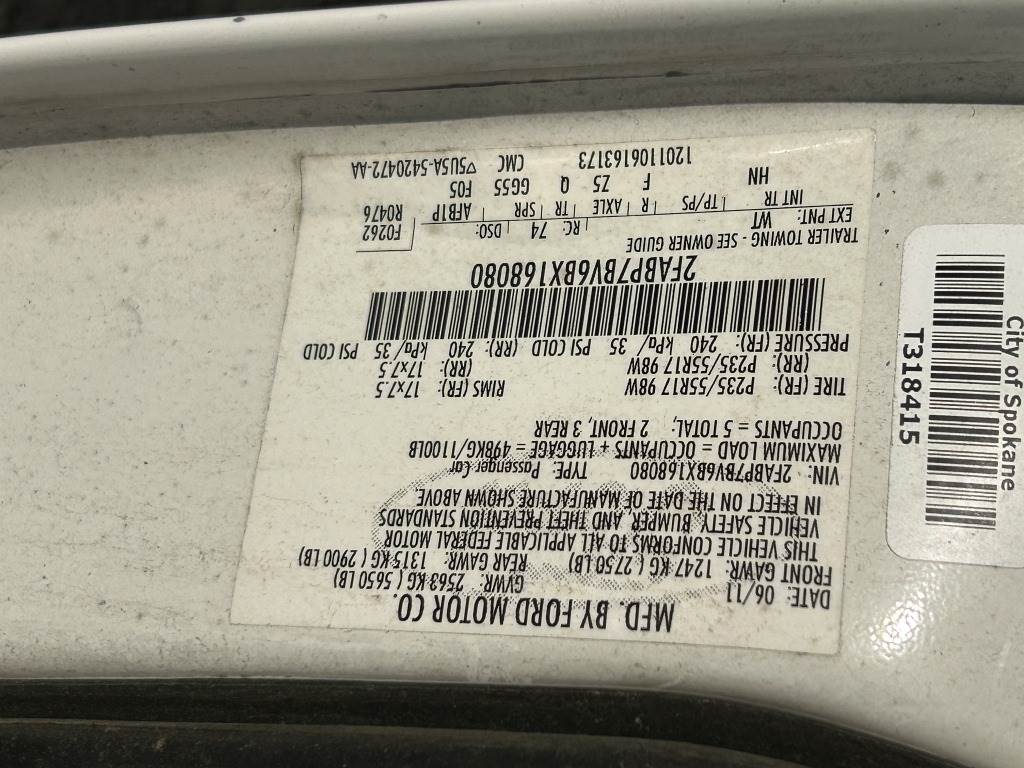 MFD. BY FORD MOTOR CO.
DATE: 06/11 GVWR: 2563 KG ( 5650 LB)
FRONT GAWR: 1247 KG ( 2750 LB) REAR GAWR: 1315 KG ( 2900 LB)
THIS VEHICLE CONFORMS TO ALL APPLICABLE FEDERAL MOTOR
VEHICLE SAFETY, BUMPER, AND THEFT PREVENTION STANDARDS
IN EFFECT ON THE DATE OF MANUFACTURE SHOWN ABOVE
VIN: 2FABP7BV6BX168080 TYPE: Passenger Car
MAXIMUM LOAD = OCCUPANTS + LUGGAGE = 498KG/1100LB
OCCUPANTS = 5 TOTAL; 2 FRONT, 3 REAR
TIRE (FR): P235/55R17 98W RIMS (FR): 17x7.5
(RR): P235/55R17 98W (RR): 17x7.5
PRESSURE (FR): 240 kPa/ 35 PSI COLD (RR): 240 kPa/ 35 PSI COLD
2FABP7BV6BX168080
TRAILER TOWING - SEE OWNER GUIDE
EXT PNT: WT RC: 74 DSO: F0262
INT TR TP/PS R AXLE TR SPR AFB1P R0476
HN F Z5 Q GG55 F05
1201106163173 CMC ▽5U5A-5420472-AA
City of Spokane
T318415